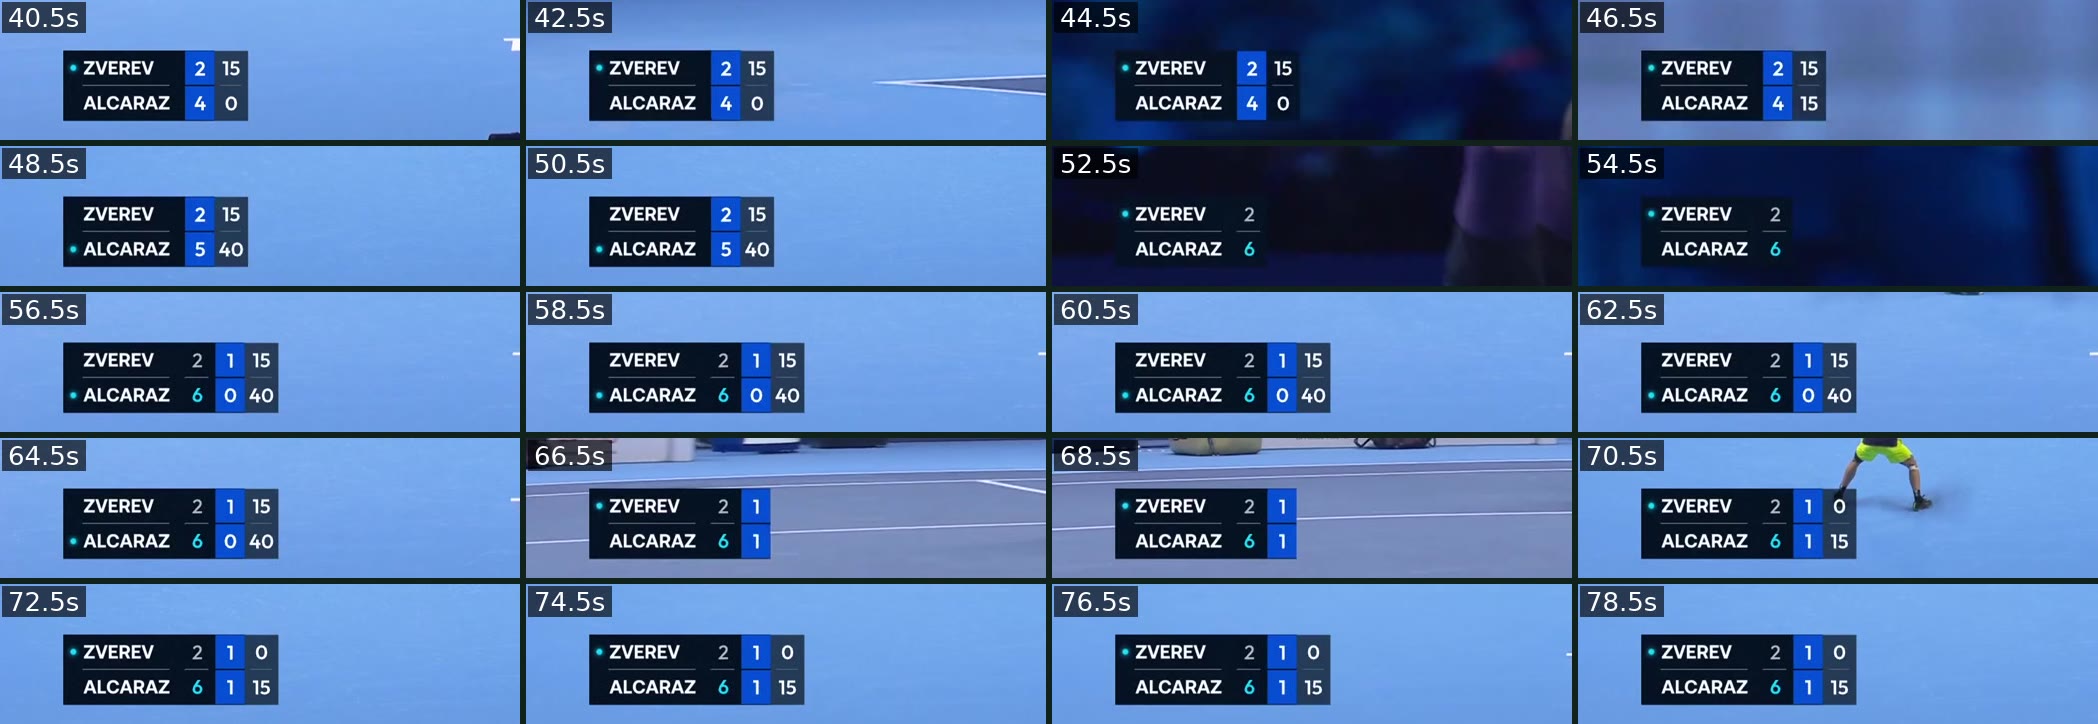 40.5s
ZVEREV 2 15
ALCARAZ 4 0
42.5s
ZVEREV 2 15
ALCARAZ 4 0
44.5s
ZVEREV 2 15
ALCARAZ 4 0
46.5s
ZVEREV 2 15
ALCARAZ 4 15
48.5s
ZVEREV 2 15
ALCARAZ 5 40
50.5s
ZVEREV 2 15
ALCARAZ 5 40
52.5s
ZVEREV 2
ALCARAZ 6
54.5s
ZVEREV 2
ALCARAZ 6
56.5s
ZVEREV 2 1 15
ALCARAZ 6 0 40
58.5s
ZVEREV 2 1 15
ALCARAZ 6 0 40
60.5s
ZVEREV 2 1 15
ALCARAZ 6 0 40
62.5s
ZVEREV 2 1 15
ALCARAZ 6 0 40
64.5s
ZVEREV 2 1 15
ALCARAZ 6 0 40
66.5s
ZVEREV 2 1
ALCARAZ 6 1
68.5s
ZVEREV 2 1
ALCARAZ 6 1
70.5s
ZVEREV 2 1 0
ALCARAZ 6 1 15
72.5s
ZVEREV 2 1 0
ALCARAZ 6 1 15
74.5s
ZVEREV 2 1 0
ALCARAZ 6 1 15
76.5s
ZVEREV 2 1 0
ALCARAZ 6 1 15
78.5s
ZVEREV 2 1 0
ALCARAZ 6 1 15